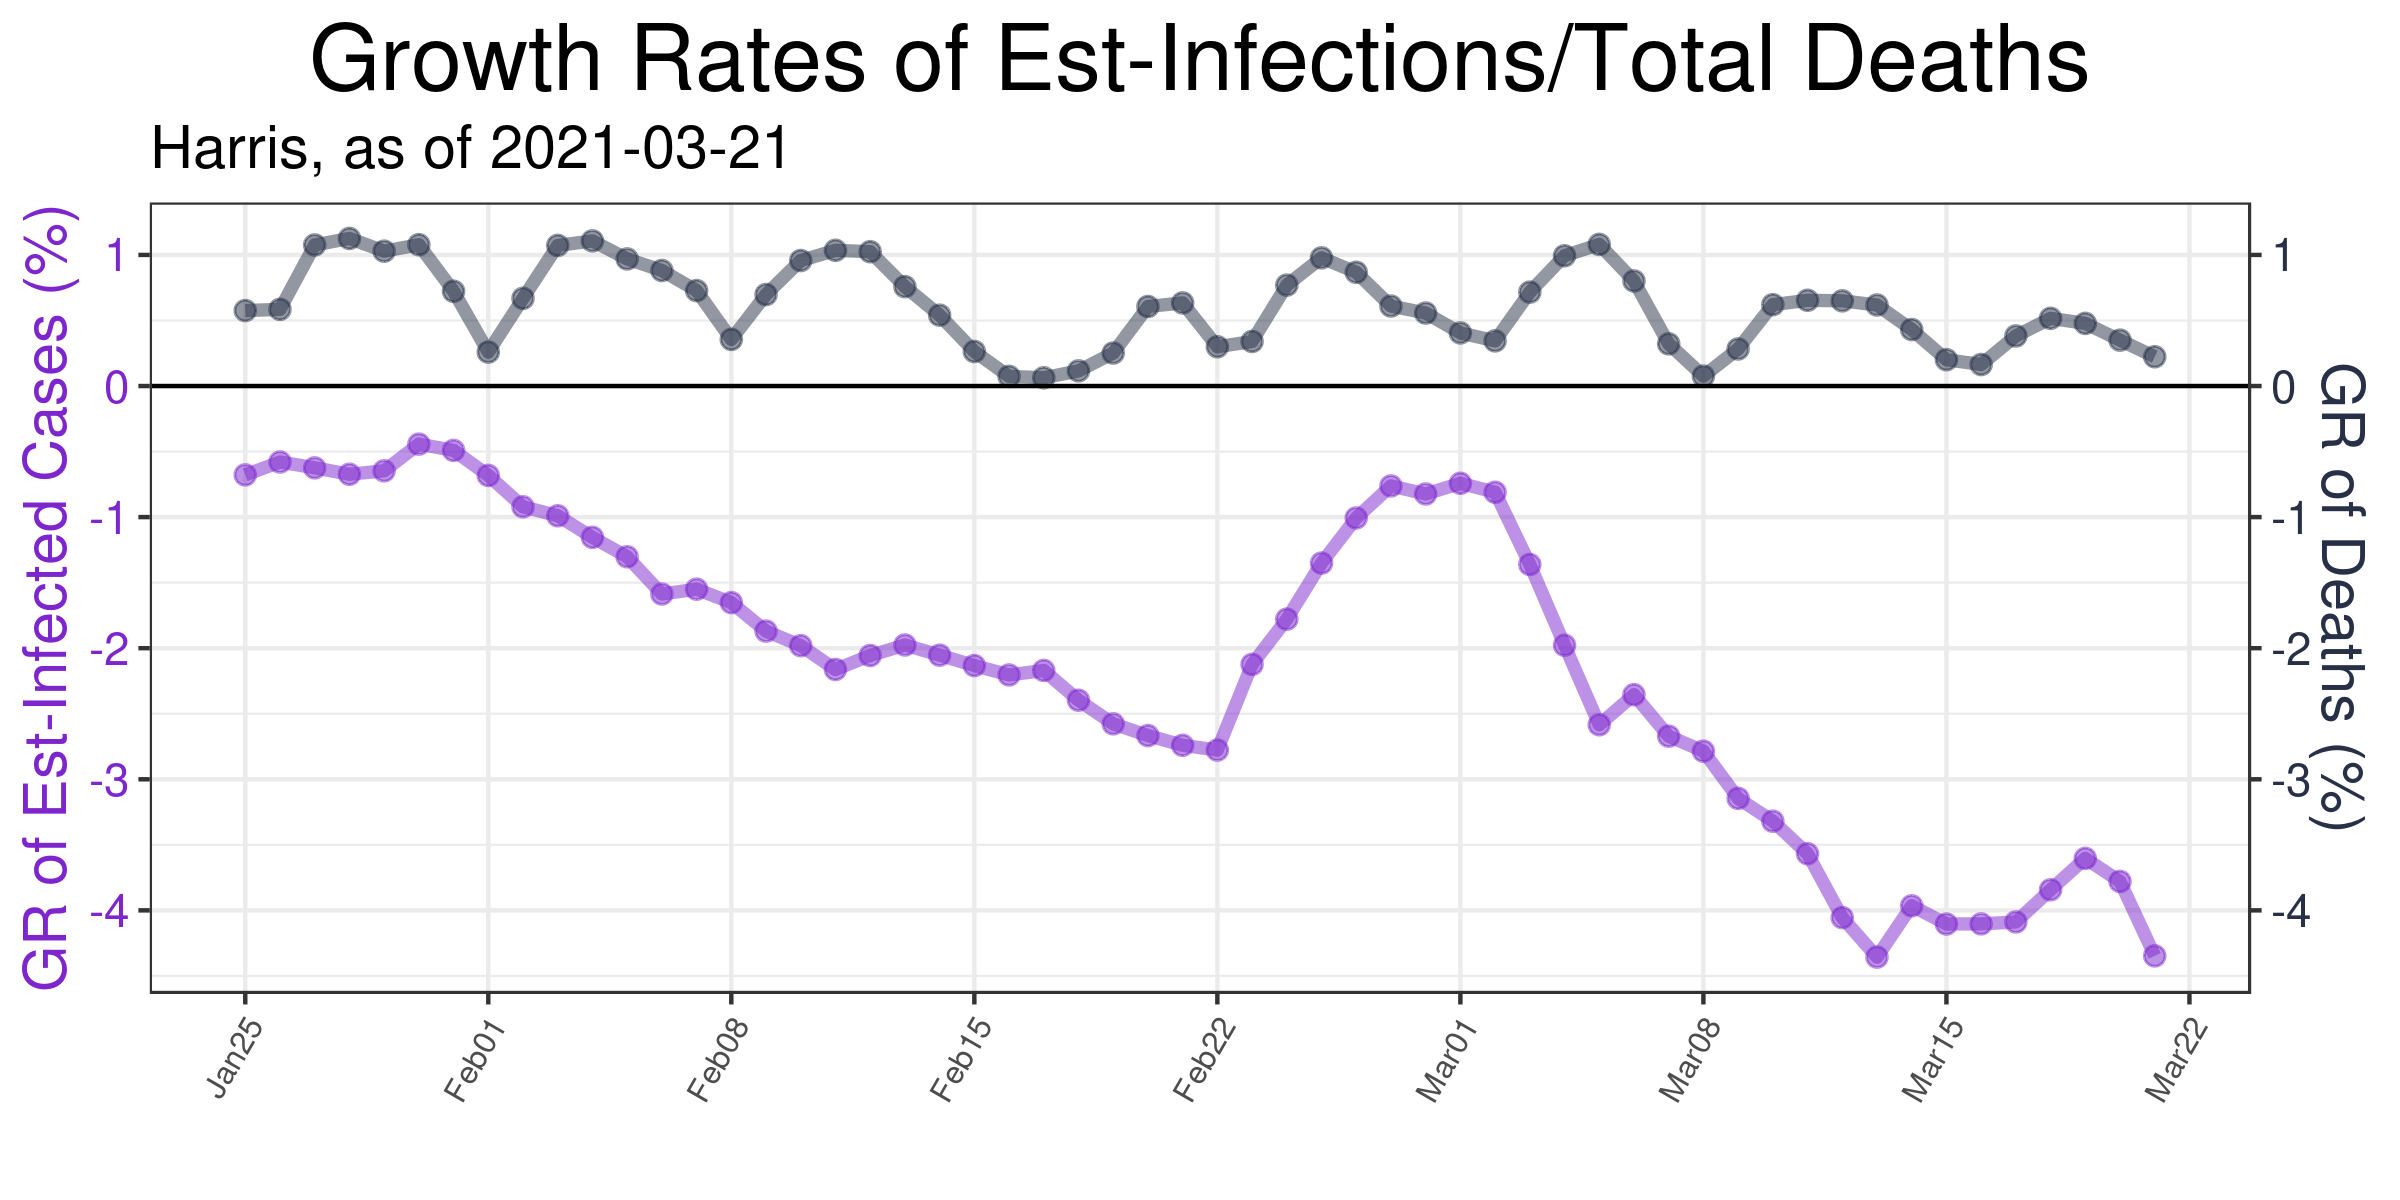 Growth Rates of Est-Infections/Total Deaths
Harris, as of 2021-03-21
GR of Est-Infected Cases (%)
1
0
-1
-2
-3
-4
1
0
-1
-2
-3
-4
GR of Deaths (%)
Jan25
Feb01
Feb08
Feb15
Feb22
Mar01
Mar08
Mar15
Mar22